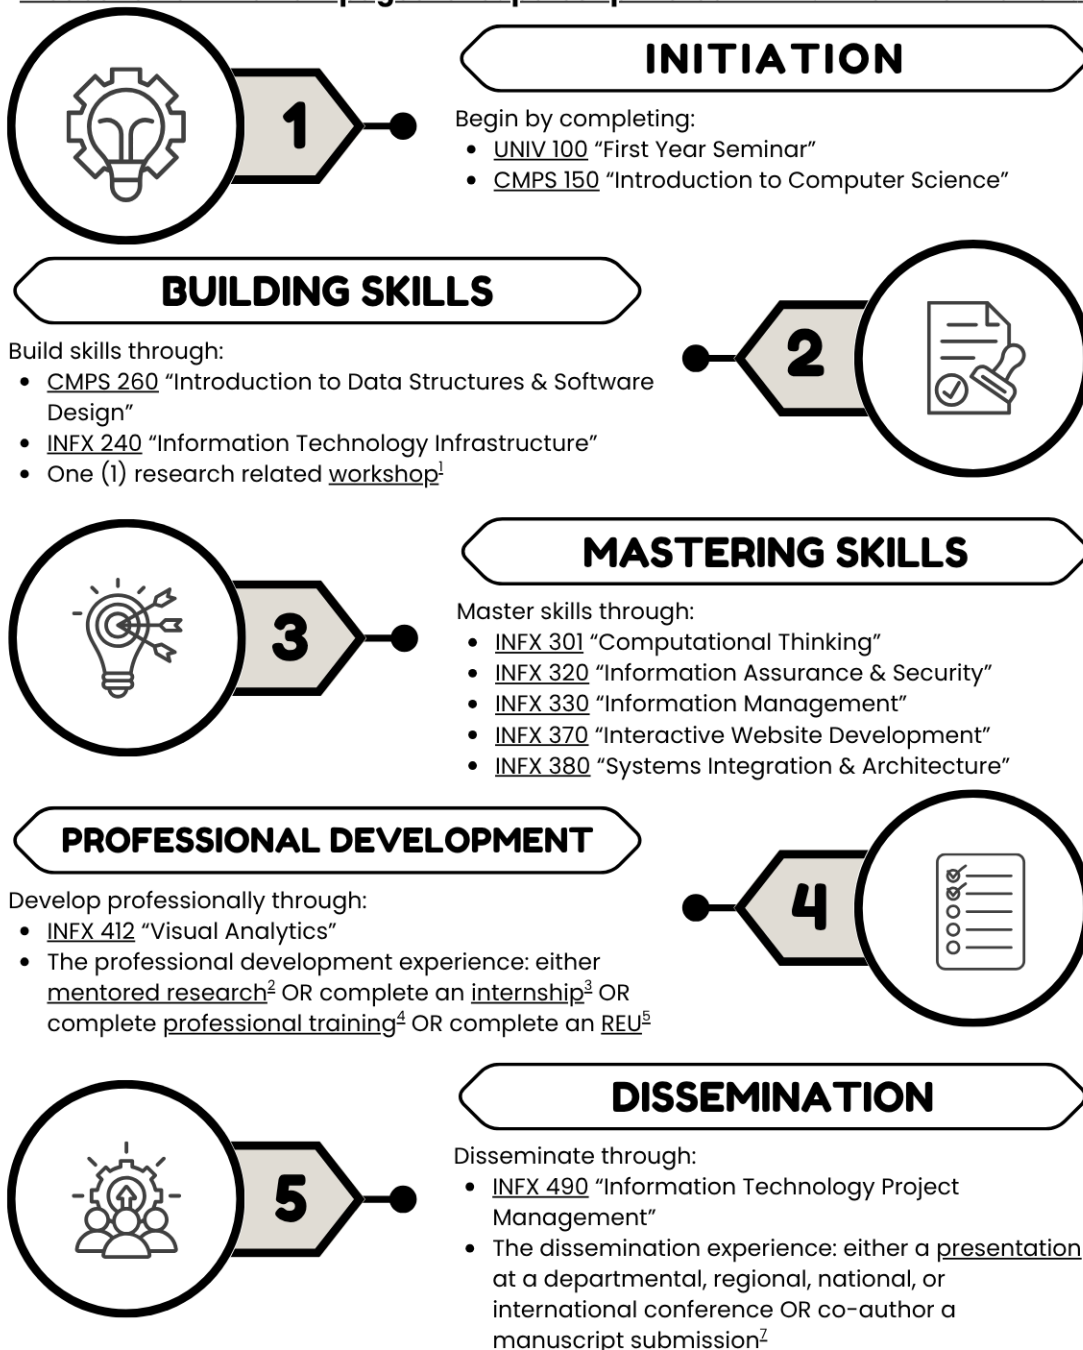 1
INITIATION
Begin by completing:
• UNIV 100 “First Year Seminar”
• CMPS 150 “Introduction to Computer Science”
BUILDING SKILLS
2
Build skills through:
• CMPS 260 “Introduction to Data Structures & Software
Design”
• INFX 240 “Information Technology Infrastructure”
• One (1) research related workshop¹
3
MASTERING SKILLS
Master skills through:
• INFX 301 “Computational Thinking”
• INFX 320 “Information Assurance & Security”
• INFX 330 “Information Management”
• INFX 370 “Interactive Website Development”
• INFX 380 “Systems Integration & Architecture”
PROFESSIONAL DEVELOPMENT
4
Develop professionally through:
• INFX 412 “Visual Analytics”
• The professional development experience: either
mentored research² OR complete an internship³ OR
complete professional training⁴ OR complete an REU⁵
5
DISSEMINATION
Disseminate through:
• INFX 490 “Information Technology Project
Management”
• The dissemination experience: either a presentation
at a departmental, regional, national, or
international conference OR co-author a
manuscript submission⁷